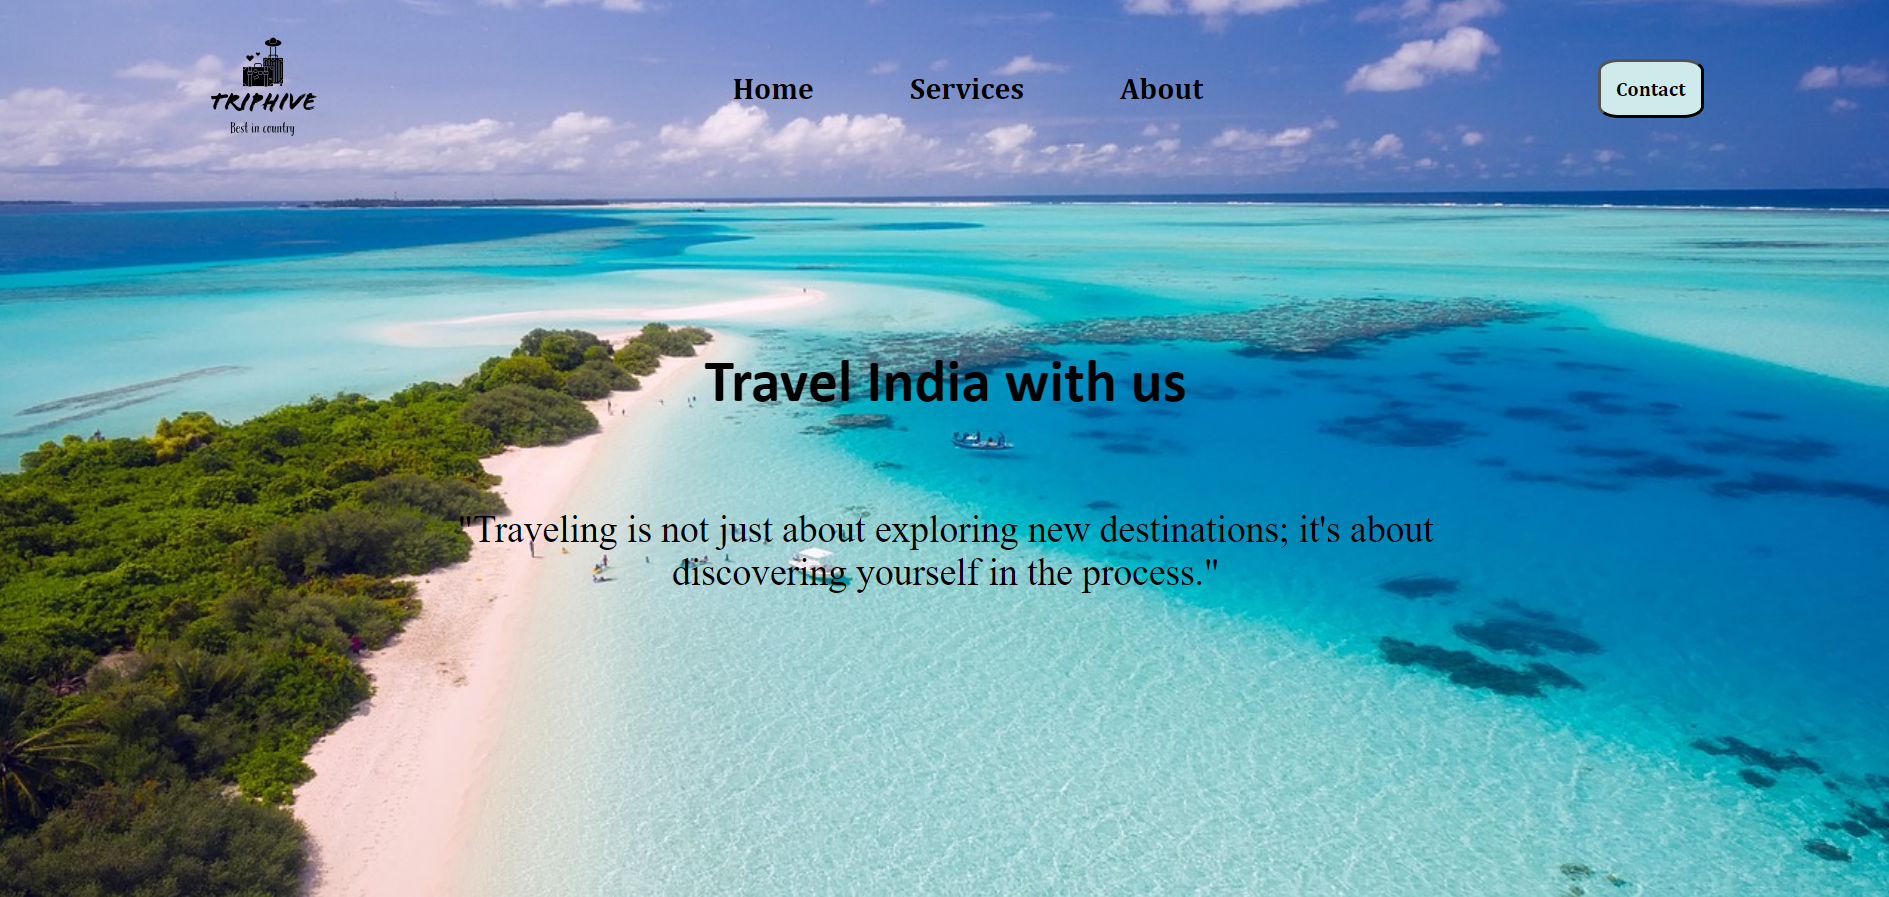 TRIPHIVE
Best in country
Home
Services
About
Contact
Travel India with us
"Traveling is not just about exploring new destinations; it's about
discovering yourself in the process."